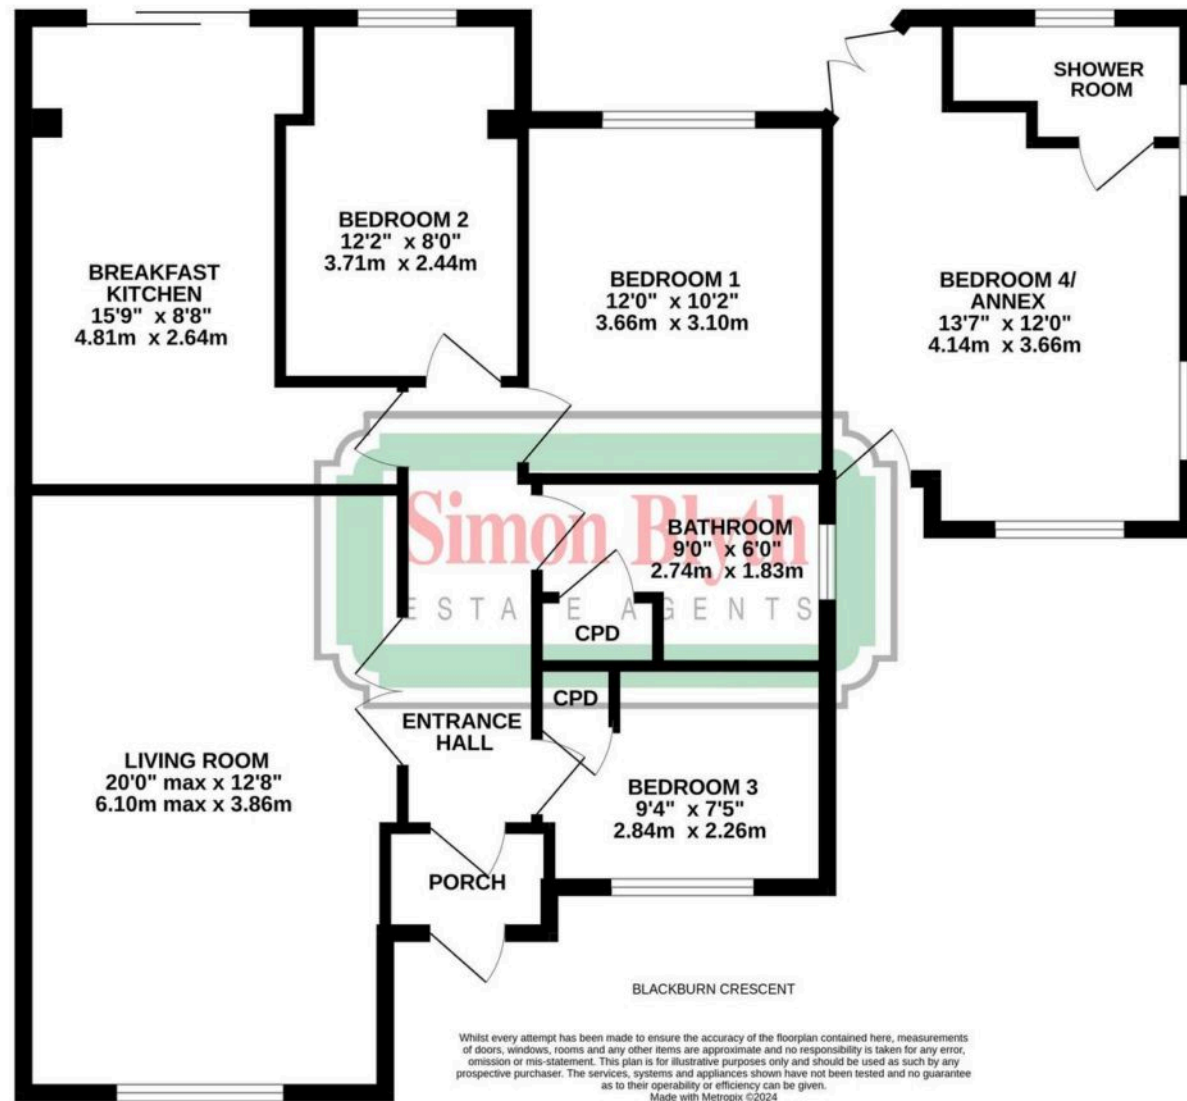 SHOWER
ROOM
BEDROOM 2
12'2" x 8'0"
3.71m x 2.44m
BREAKFAST
KITCHEN
15'9" x 8'8"
4.81m x 2.64m
BEDROOM 1
12'0" x 10'2"
3.66m x 3.10m
BEDROOM 4/
ANNEX
13'7" x 12'0"
4.14m x 3.66m
Simon Blyth
ESTATE AGENTS
BATHROOM
9'0" x 6'0"
2.74m x 1.83m
CPD
CPD
ENTRANCE
HALL
LIVING ROOM
20'0" max x 12'8"
6.10m max x 3.86m
BEDROOM 3
9'4" x 7'5"
2.84m x 2.26m
PORCH
BLACKBURN CRESCENT
Whilst every attempt has been made to ensure the accuracy of the floorplan contained here, measurements
of doors, windows, rooms and any other items are approximate and no responsibility is taken for any error,
omission or mis-statement. This plan is for illustrative purposes only and should be used as such by any
prospective purchaser. The services, systems and appliances shown have not been tested and no guarantee
as to their operability or efficiency can be given.
Made with Metropix ©2024